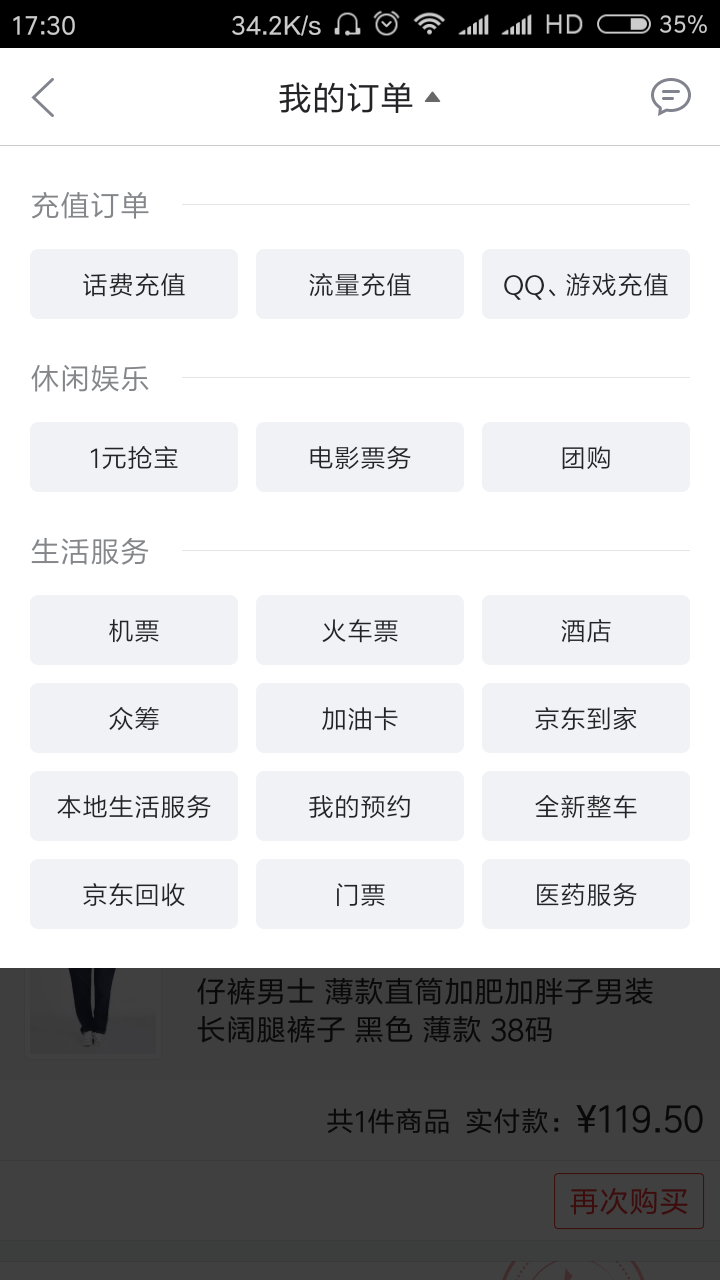 17:30 34.2K/s HD 35%
我的订单
充值订单
话费充值 流量充值 QQ、游戏充值
休闲娱乐
1元抢宝 电影票务 团购
生活服务
机票 火车票 酒店
众筹 加油卡 京东到家
本地生活服务 我的预约 全新整车
京东回收 门票 医药服务
仔裤男士 薄款直筒加肥加胖子男装
长阔腿裤子 黑色 薄款 38码
共1件商品 实付款：¥119.50
再次购买